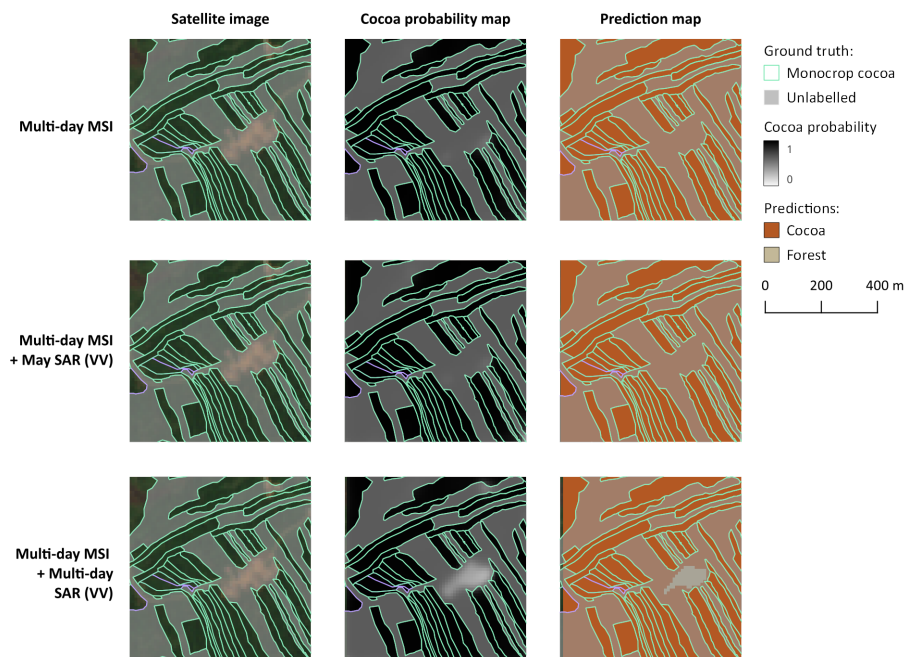 Satellite image
Cocoa probability map
Prediction map
Multi-day MSI
Multi-day MSI
+ May SAR (VV)
Multi-day MSI
+ Multi-day
SAR (VV)
Ground truth:
Monocrop cocoa
Unlabelled
Cocoa probability
1
0
Predictions:
Cocoa
Forest
0 200 400 m